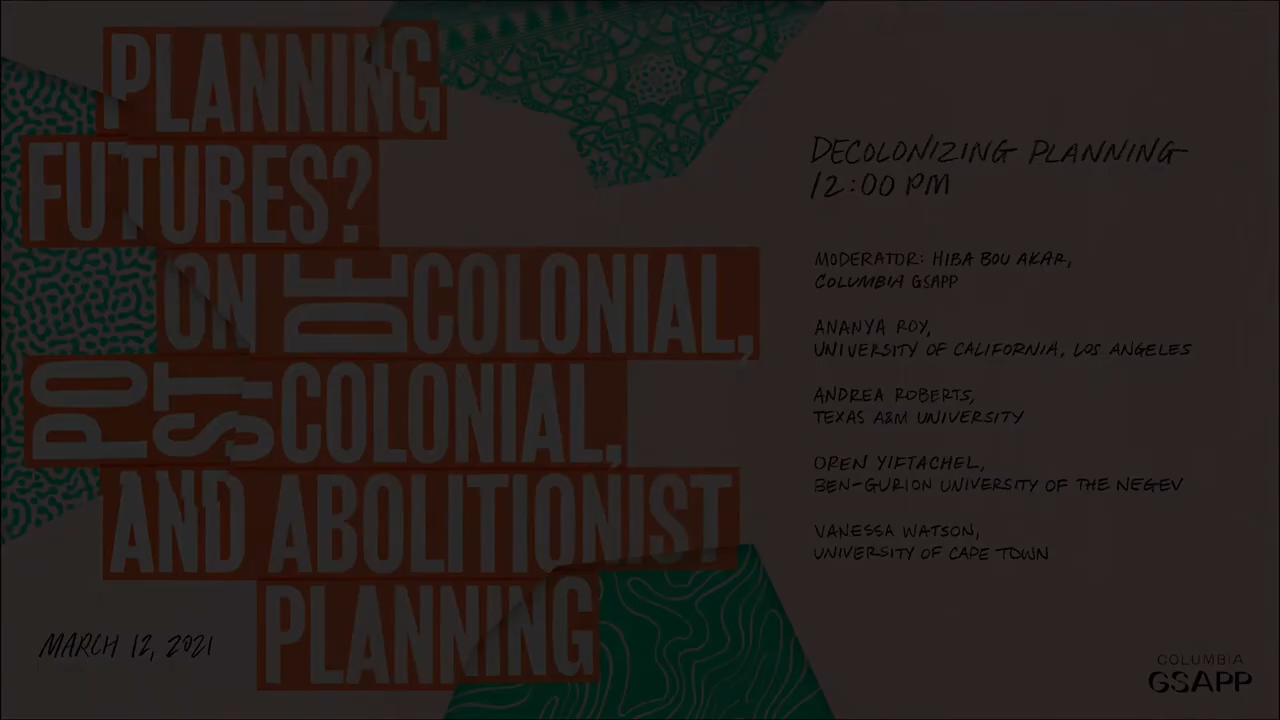 PLANNING
FUTURES?
ON DECOLONIAL,
POSTCOLONIAL,
AND ABOLITIONIST
PLANNING
MARCH 12, 2021
DECOLONIZING PLANNING
12:00 PM
MODERATOR: HIBA BOU AKAR,
COLUMBIA GSAPP
ANANYA ROY,
UNIVERSITY OF CALIFORNIA, LOS ANGELES
ANDREA ROBERTS,
TEXAS A&M UNIVERSITY
OREN YIFTACHEL,
BEN-GURION UNIVERSITY OF THE NEGEV
VANESSA WATSON,
UNIVERSITY OF CAPE TOWN
COLUMBIA
GSAPP